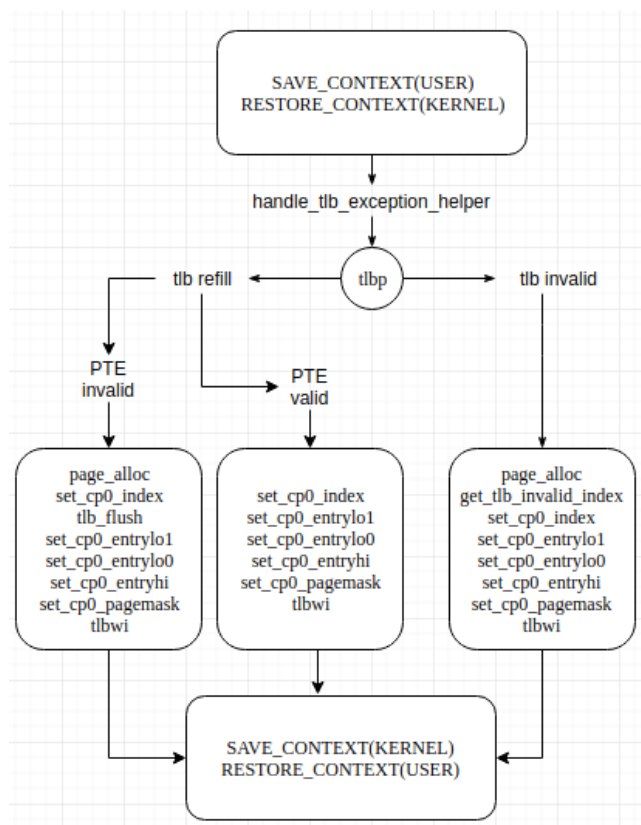 SAVE_CONTEXT(USER)
RESTORE_CONTEXT(KERNEL)
handle_tlb_exception_helper
tlb refill
tlbp
tlb invalid
PTE
invalid
PTE
valid
page_alloc
set_cp0_index
tlb_flush
set_cp0_entrylo1
set_cp0_entrylo0
set_cp0_entryhi
set_cp0_pagemask
tlbwi
set_cp0_index
set_cp0_entrylo1
set_cp0_entrylo0
set_cp0_entryhi
set_cp0_pagemask
tlbwi
page_alloc
get_tlb_invalid_index
set_cp0_index
set_cp0_entrylo1
set_cp0_entrylo0
set_cp0_entryhi
set_cp0_pagemask
tlbwi
SAVE_CONTEXT(KERNEL)
RESTORE_CONTEXT(USER)